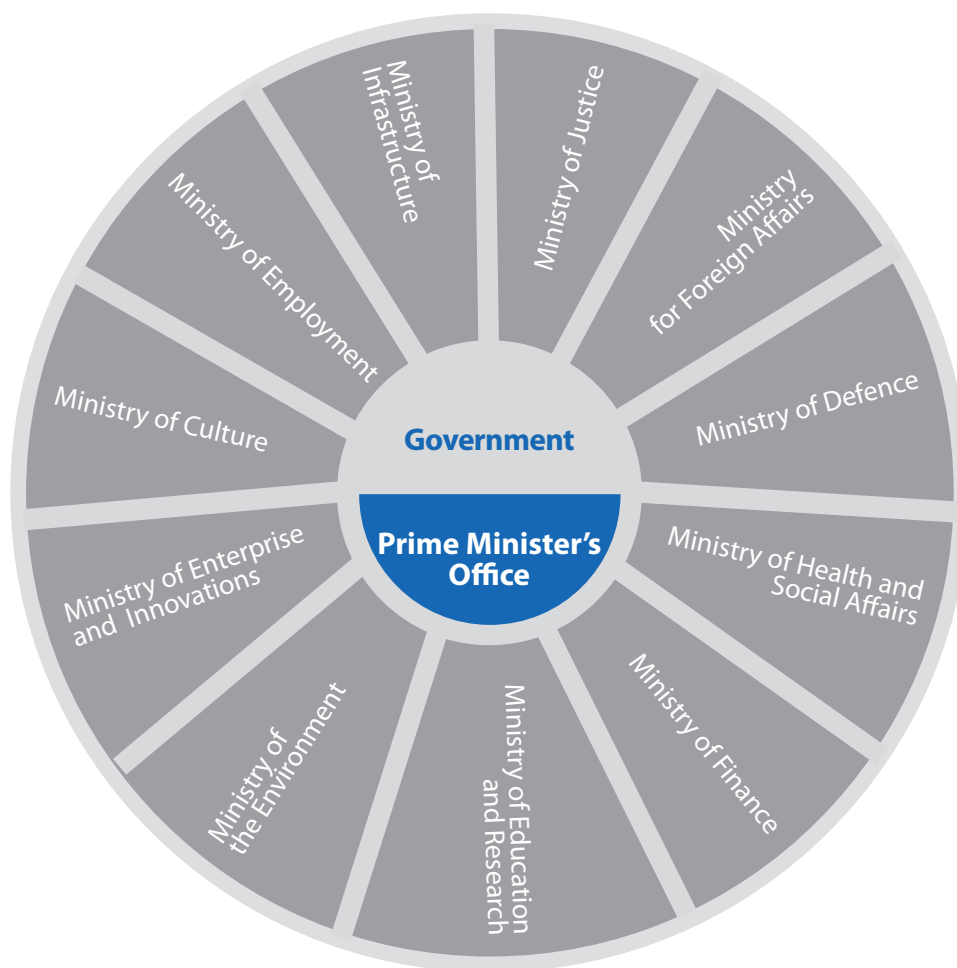 Ministry of
Infrastructure
Ministry of Justice
Ministry
for Foreign Affairs
Ministry of Defence
Ministry of Health and
Social Affairs
Ministry of Finance
Ministry of Education
and Research
Ministry of
the Environment
Ministry of Enterprise
and Innovations
Ministry of Culture
Ministry of Employment
Government
Prime Minister’s
Office